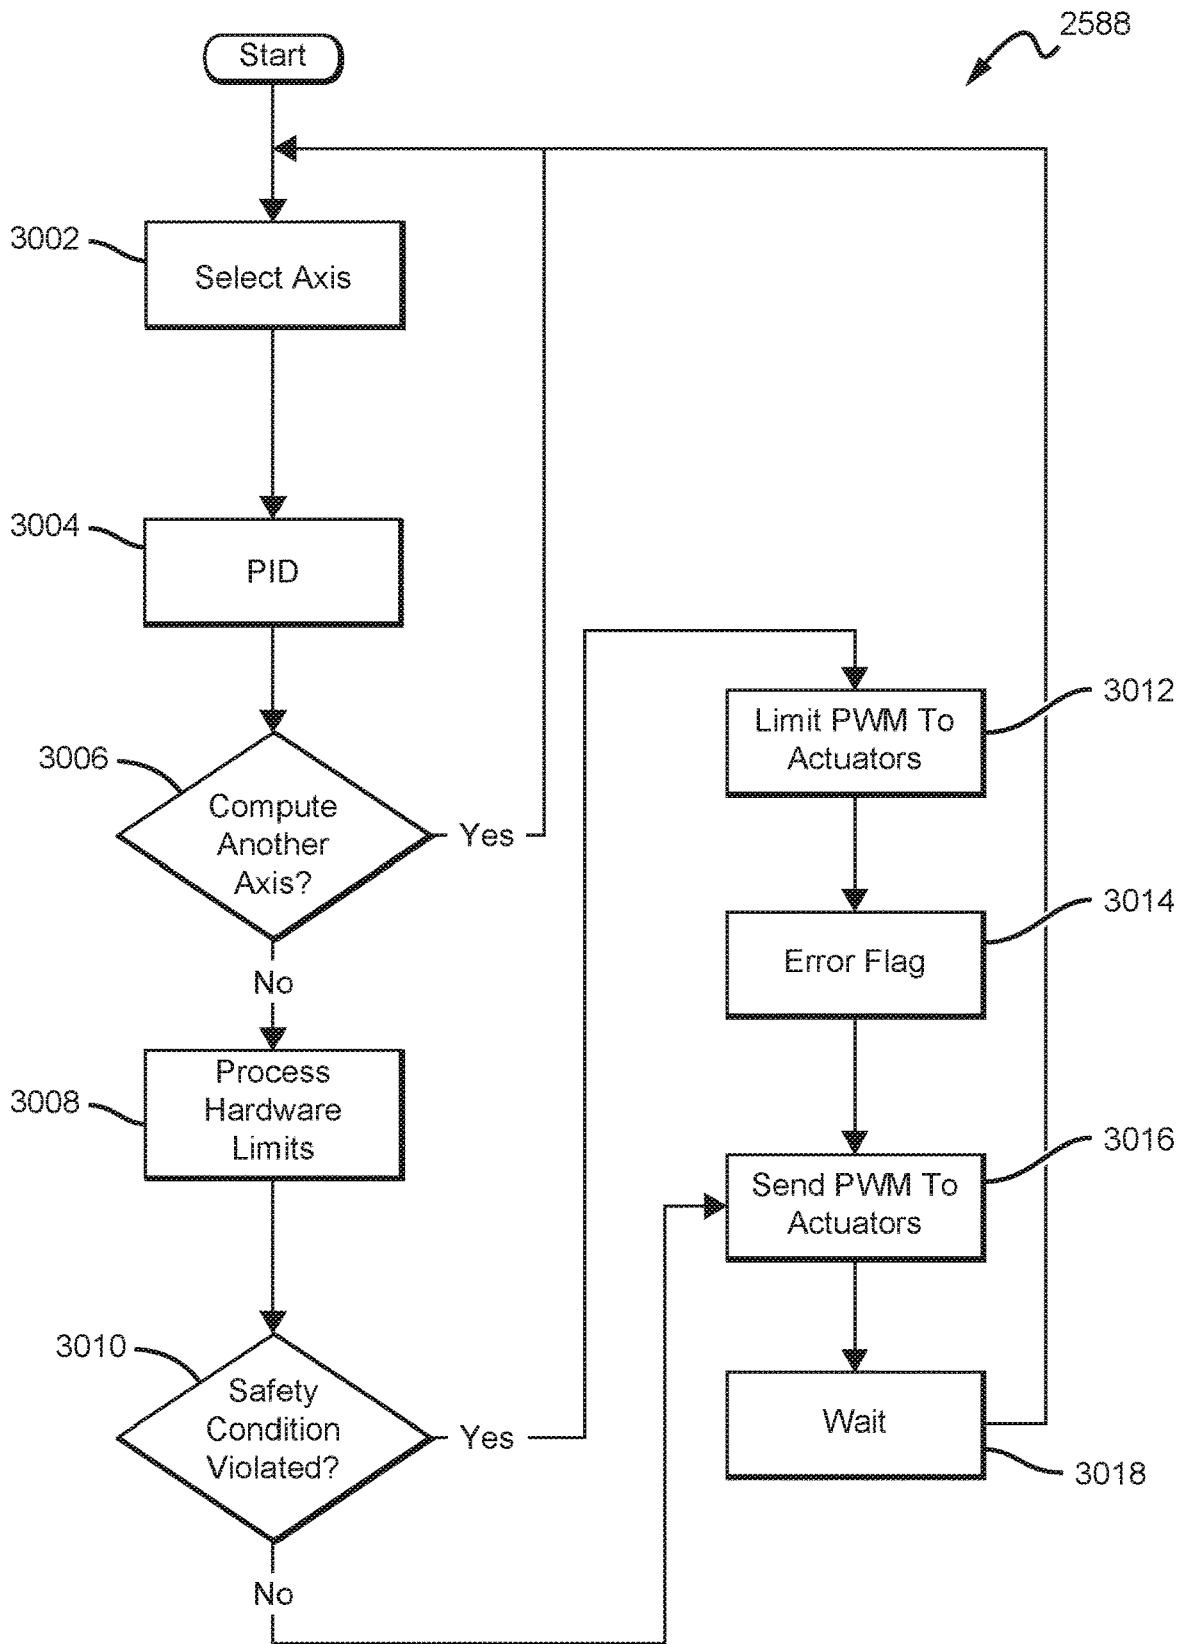 2588
Start
3002
Select Axis
3004
PID
3006
Compute
Another
Axis?
Yes
No
3008
Process
Hardware
Limits
3010
Safety
Condition
Violated?
Yes
No
3012
Limit PWM To
Actuators
3014
Error Flag
3016
Send PWM To
Actuators
Wait
3018